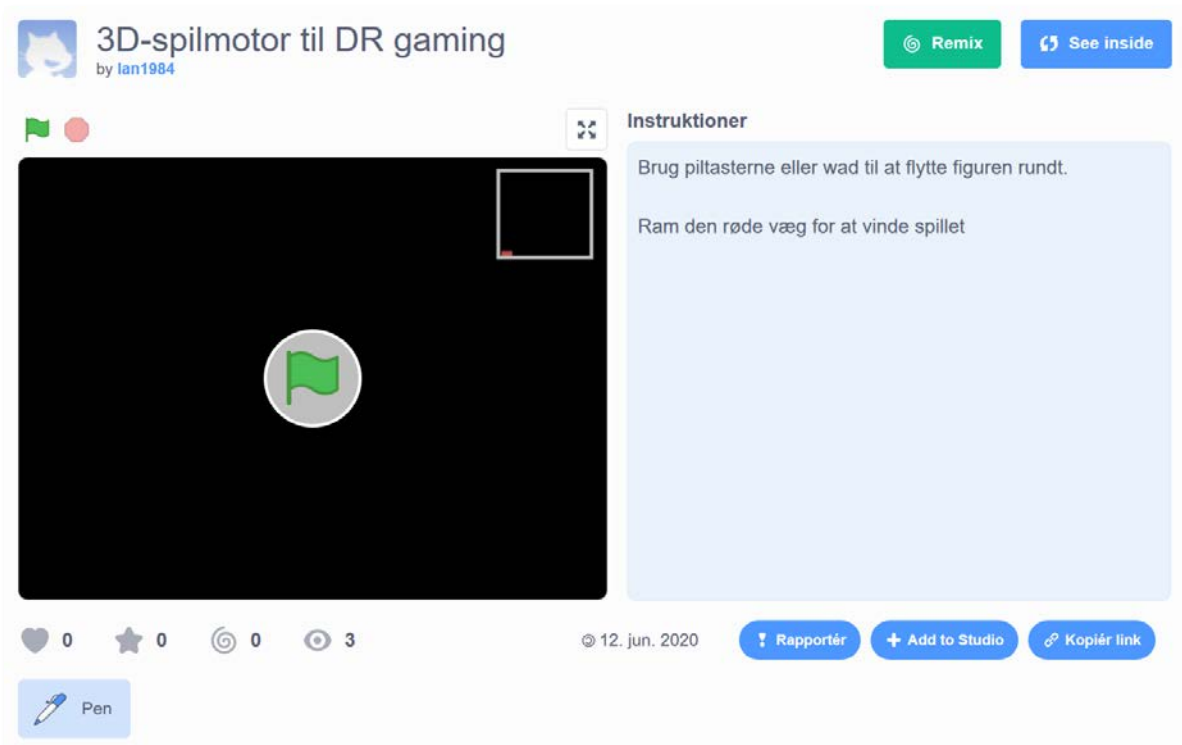 3D-spilmotor til DR gaming
by Ian1984
Remix
See inside
Instruktioner
Brug piltasterne eller wad til at flytte figuren rundt.
Ram den røde væg for at vinde spillet
0
0
0
3
© 12. jun. 2020
Rapportér
Add to Studio
Kopiér link
Pen